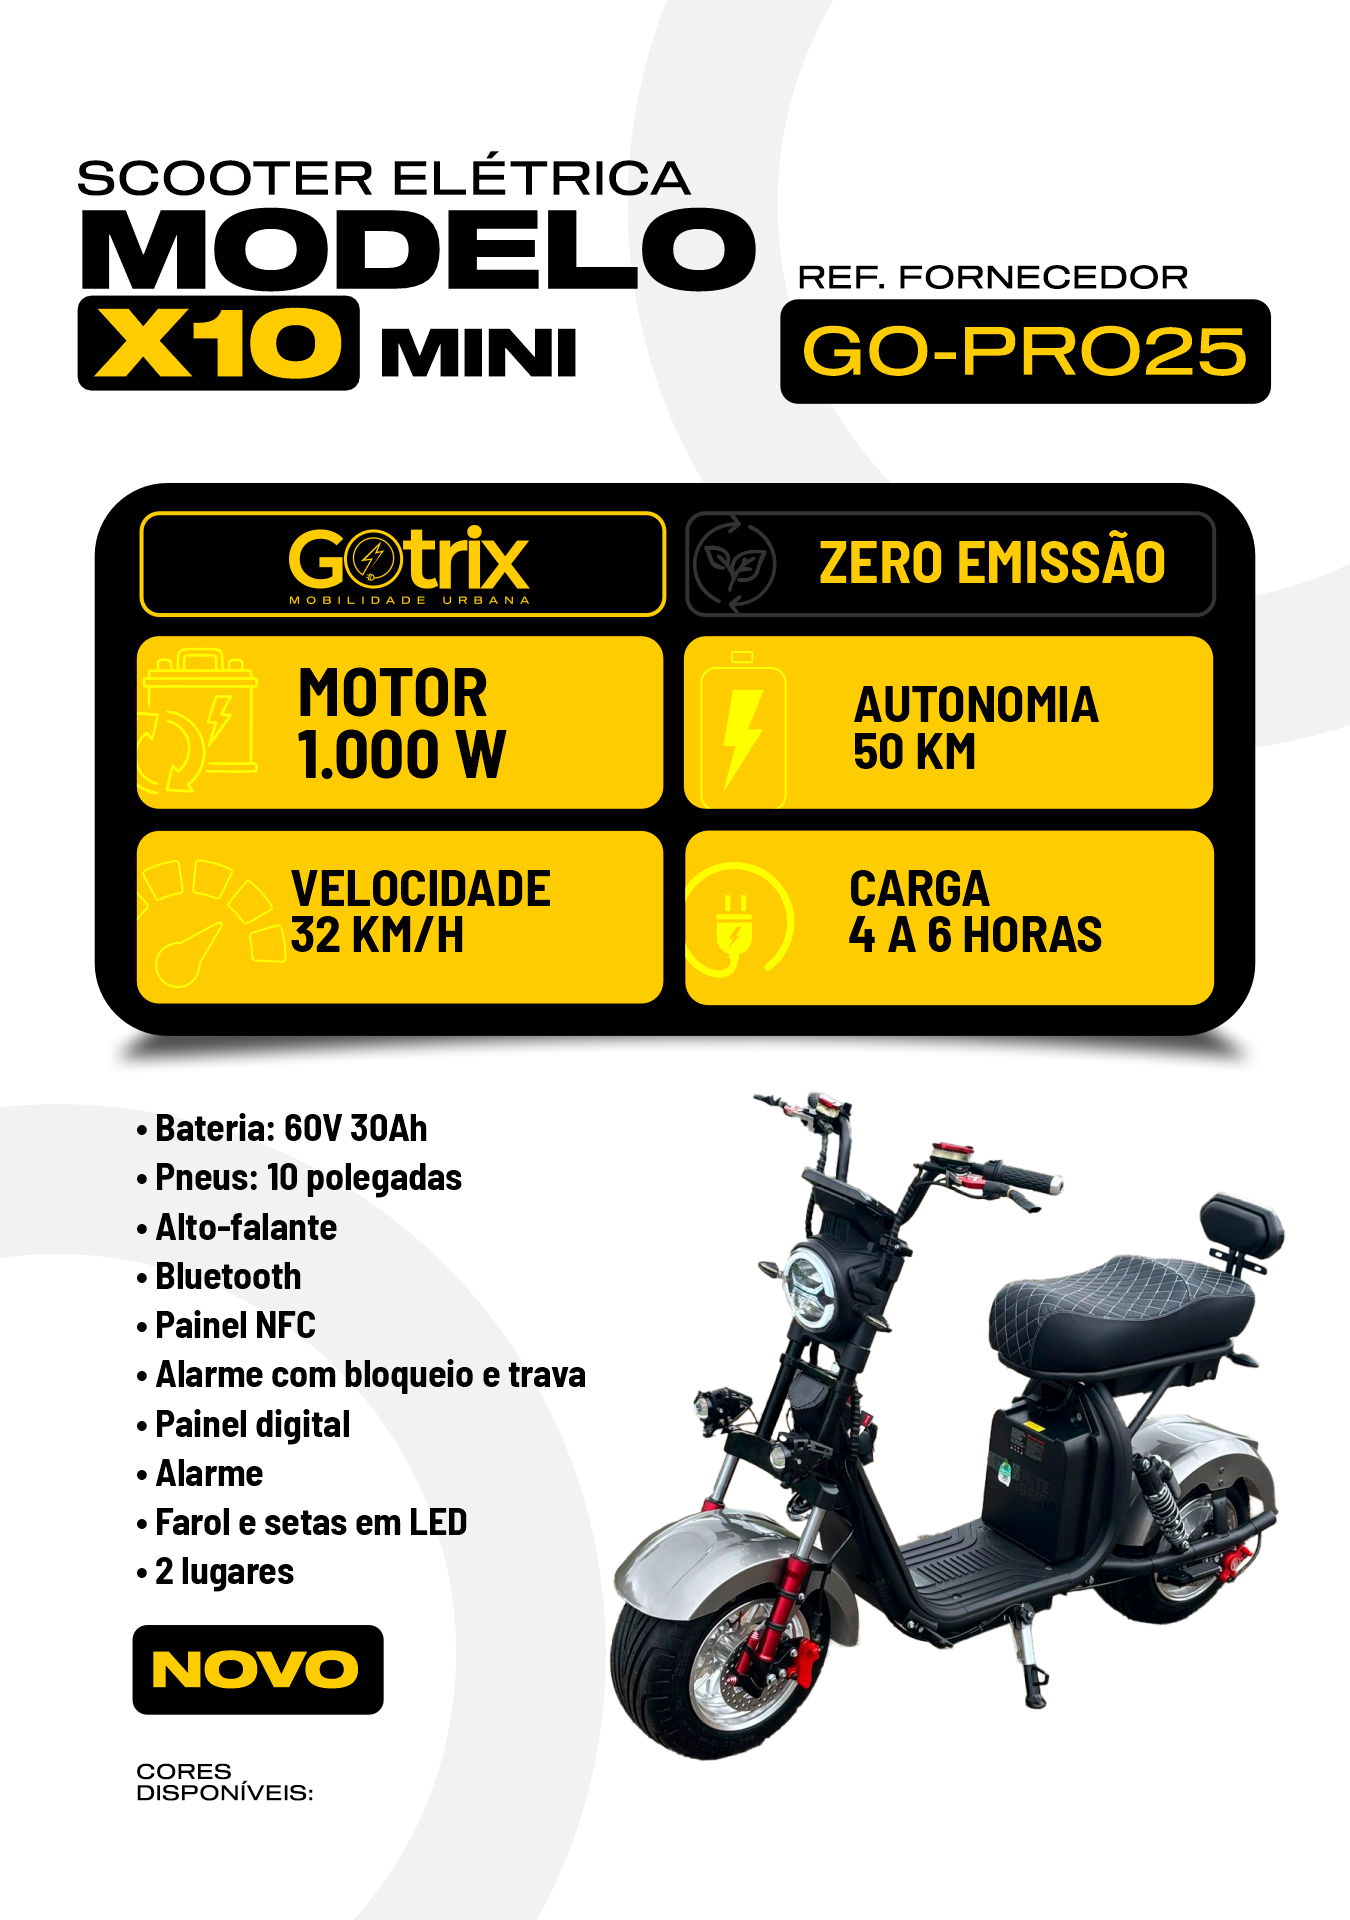 SCOOTER ELÉTRICA
MODELO
X10 MINI
REF. FORNECEDOR
GO-PRO25
Gotrix
MOBILIDADE URBANA
ZERO EMISSÃO
MOTOR
1.000 W
AUTONOMIA
50 KM
VELOCIDADE
32 KM/H
CARGA
4 A 6 HORAS
• Bateria: 60V 30Ah
• Pneus: 10 polegadas
• Alto-falante
• Bluetooth
• Painel NFC
• Alarme com bloqueio e trava
• Painel digital
• Alarme
• Farol e setas em LED
• 2 lugares
NOVO
CORES
DISPONÍVEIS: